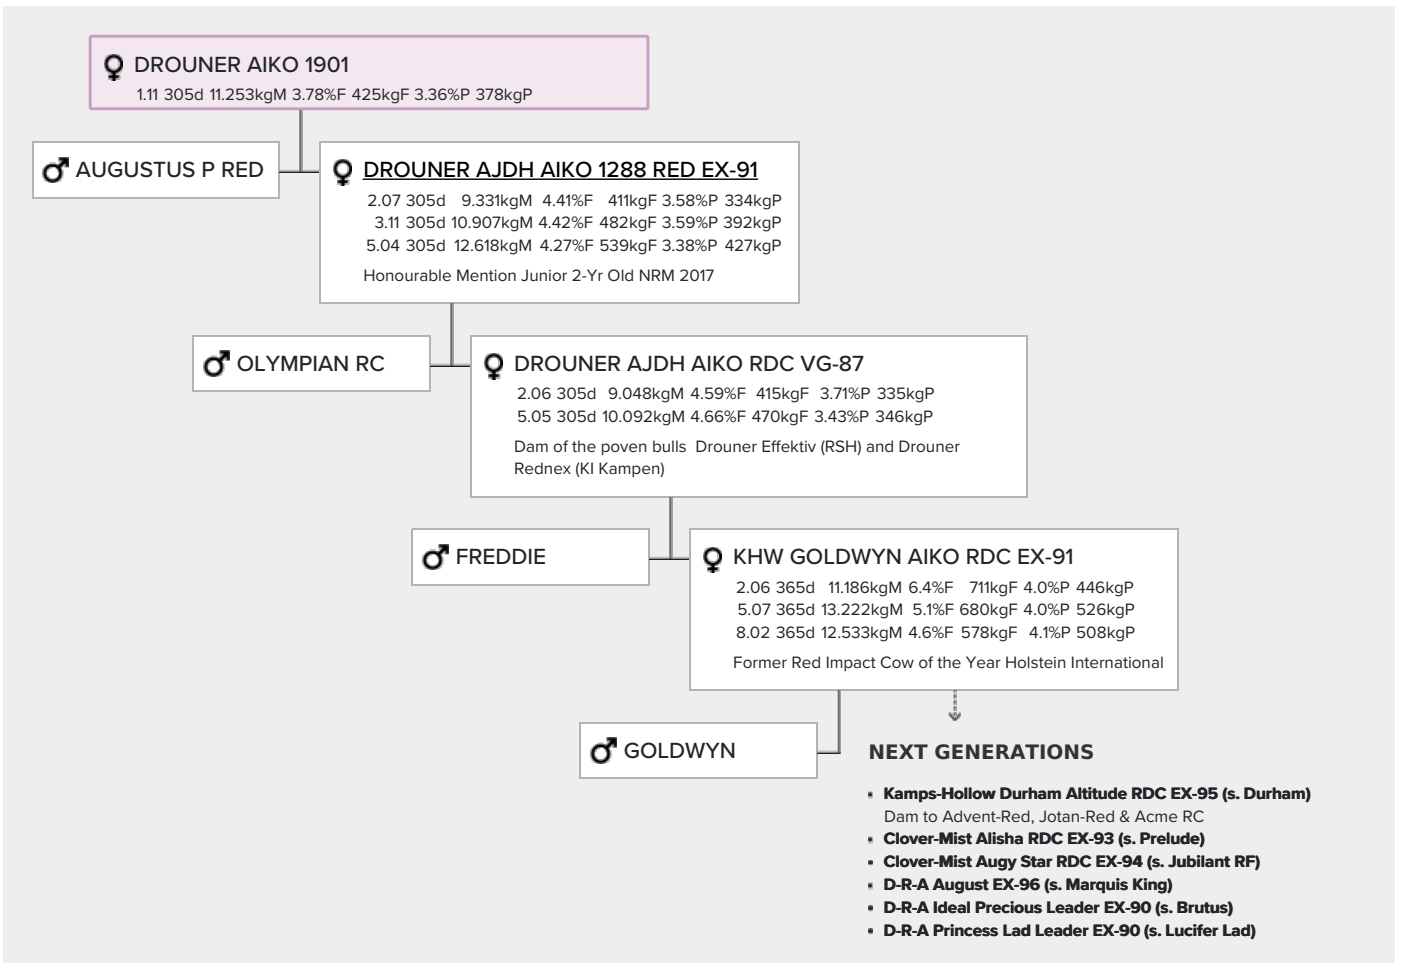 DROUNER AIKO 1901
1.11 305d 11.253kgM 3.78%F 425kgF 3.36%P 378kgP
AUGUSTUS P RED
DROUNER AJDH AIKO 1288 RED EX-91
2.07 305d 9.331kgM 4.41%F 411kgF 3.58%P 334kgP
3.11 305d 10.907kgM 4.42%F 482kgF 3.59%P 392kgP
5.04 305d 12.618kgM 4.27%F 539kgF 3.38%P 427kgP
Honourable Mention Junior 2-Yr Old NRM 2017
OLYMPIAN RC
DROUNER AJDH AIKO RDC VG-87
2.06 305d 9.048kgM 4.59%F 415kgF 3.71%P 335kgP
5.05 305d 10.092kgM 4.66%F 470kgF 3.43%P 346kgP
Dam of the poven bulls Drouner Effektiv (RSH) and Drouner
Rednex (KI Kampen)
FREDDIE
KHW GOLDWYN AIKO RDC EX-91
2.06 365d 11.186kgM 6.4%F 711kgF 4.0%P 446kgP
5.07 365d 13.222kgM 5.1%F 680kgF 4.0%P 526kgP
8.02 365d 12.533kgM 4.6%F 578kgF 4.1%P 508kgP
Former Red Impact Cow of the Year Holstein International
GOLDWYN
NEXT GENERATIONS
• Kamps-Hollow Durham Altitude RDC EX-95 (s. Durham)
Dam to Advent-Red, Jotan-Red & Acme RC
• Clover-Mist Alisha RDC EX-93 (s. Prelude)
• Clover-Mist Augy Star RDC EX-94 (s. Jubilant RF)
• D-R-A August EX-96 (s. Marquis King)
• D-R-A Ideal Precious Leader EX-90 (s. Brutus)
• D-R-A Princess Lad Leader EX-90 (s. Lucifer Lad)